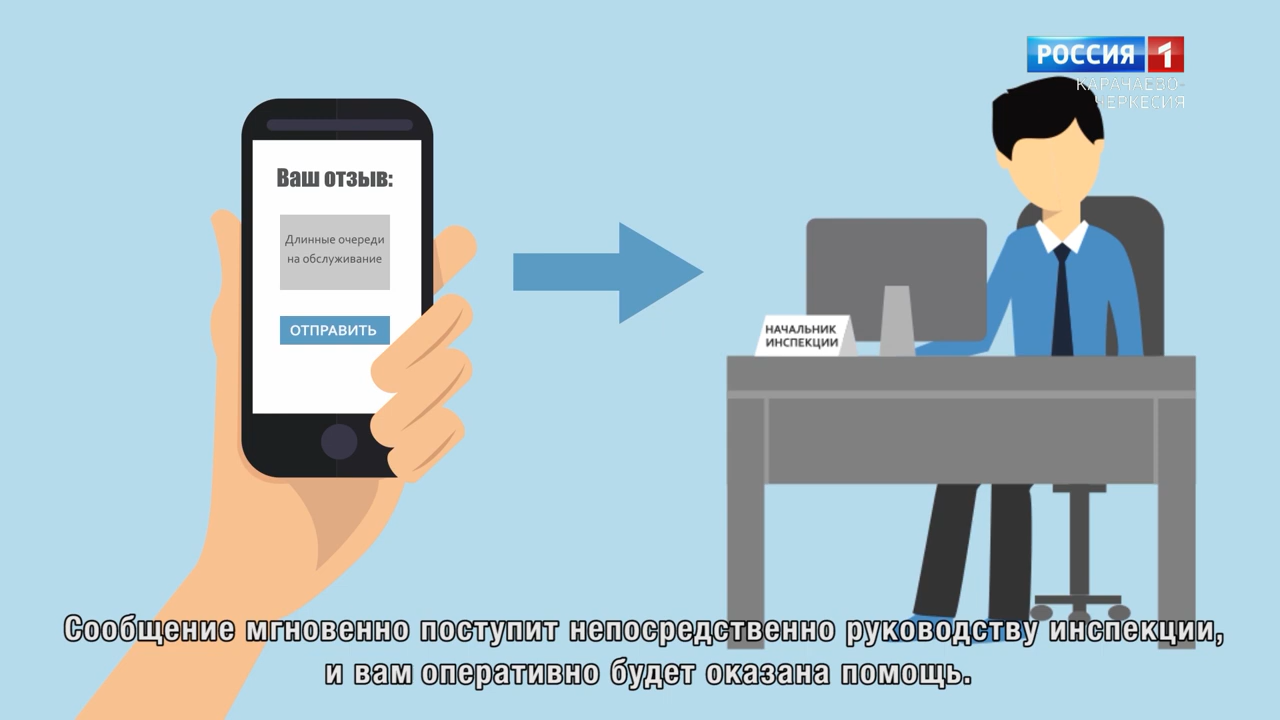 РОССИЯ 1
КАРАЧАЕВО-
ЧЕРКЕСИЯ
Ваш отзыв:
Длинные очереди
на обслуживание
ОТПРАВИТЬ
НАЧАЛЬНИК
ИНСПЕКЦИИ
Сообщение мгновенно поступит непосредственно руководству инспекции,
и вам оперативно будет оказана помощь.